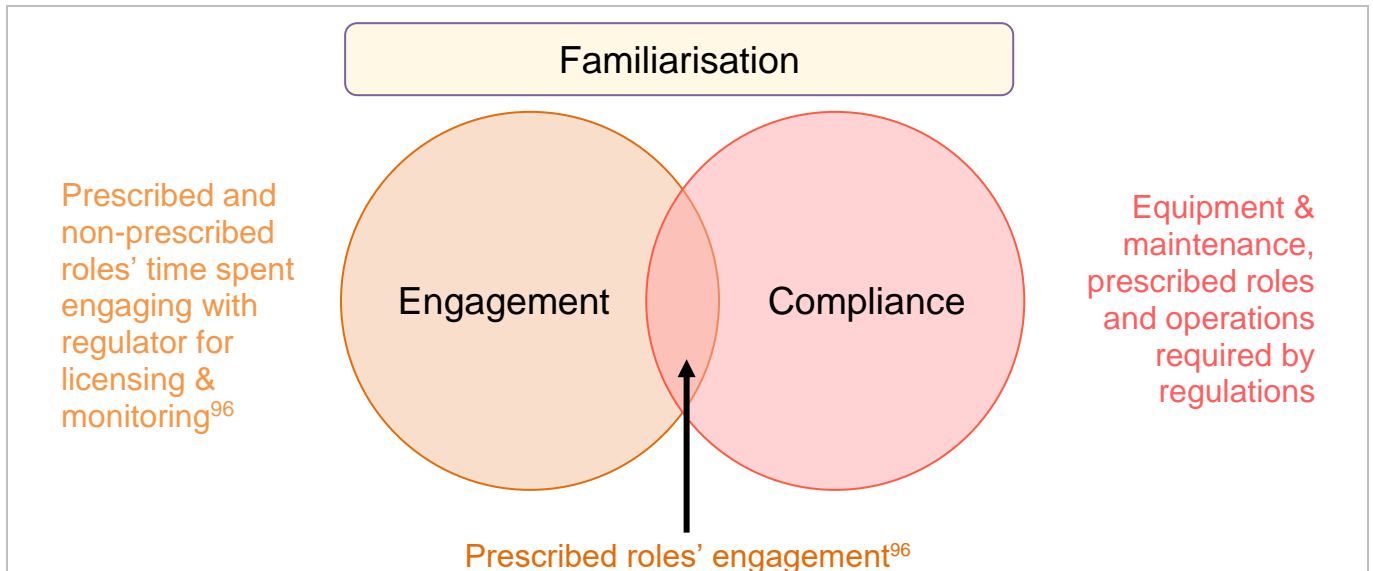 Familiarisation
Prescribed and
non-prescribed
roles’ time spent
engaging with
regulator for
licensing &
monitoring96
Engagement
Compliance
Equipment &
maintenance,
prescribed roles
and operations
required by
regulations
Prescribed roles’ engagement96